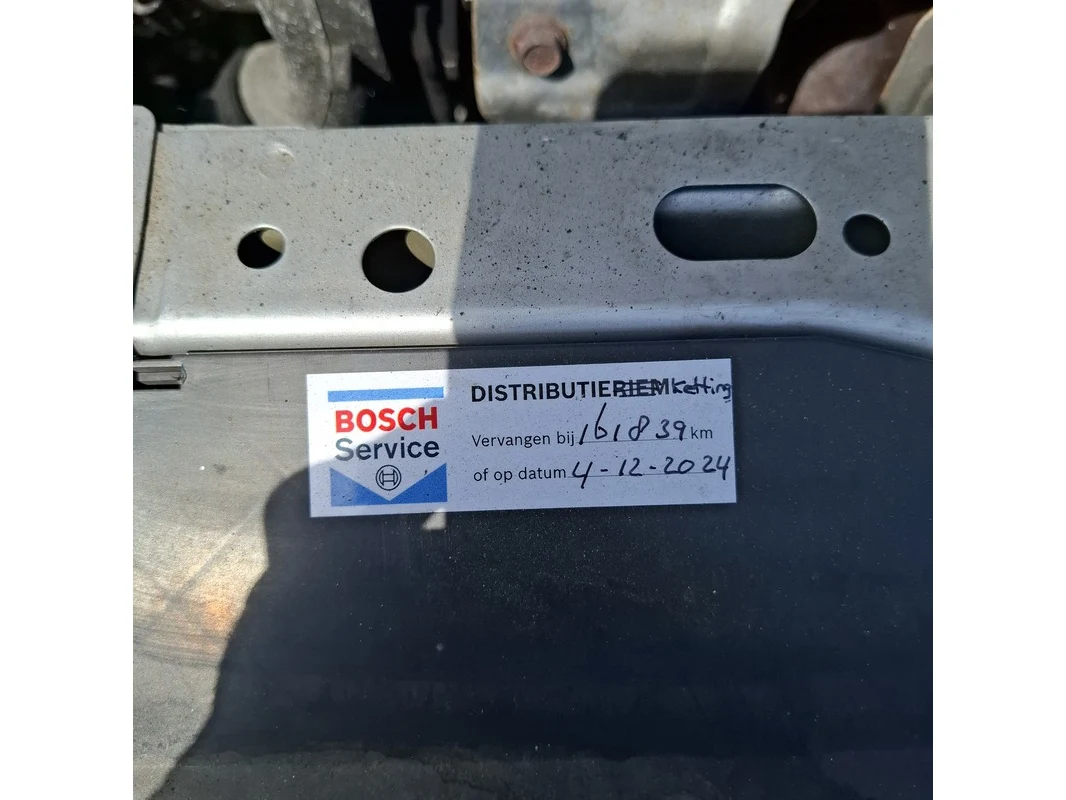 BOSCH
Service
DISTRIBUTIERIEM Ketting
Vervangen bij 161839 km
of op datum 4-12-2024